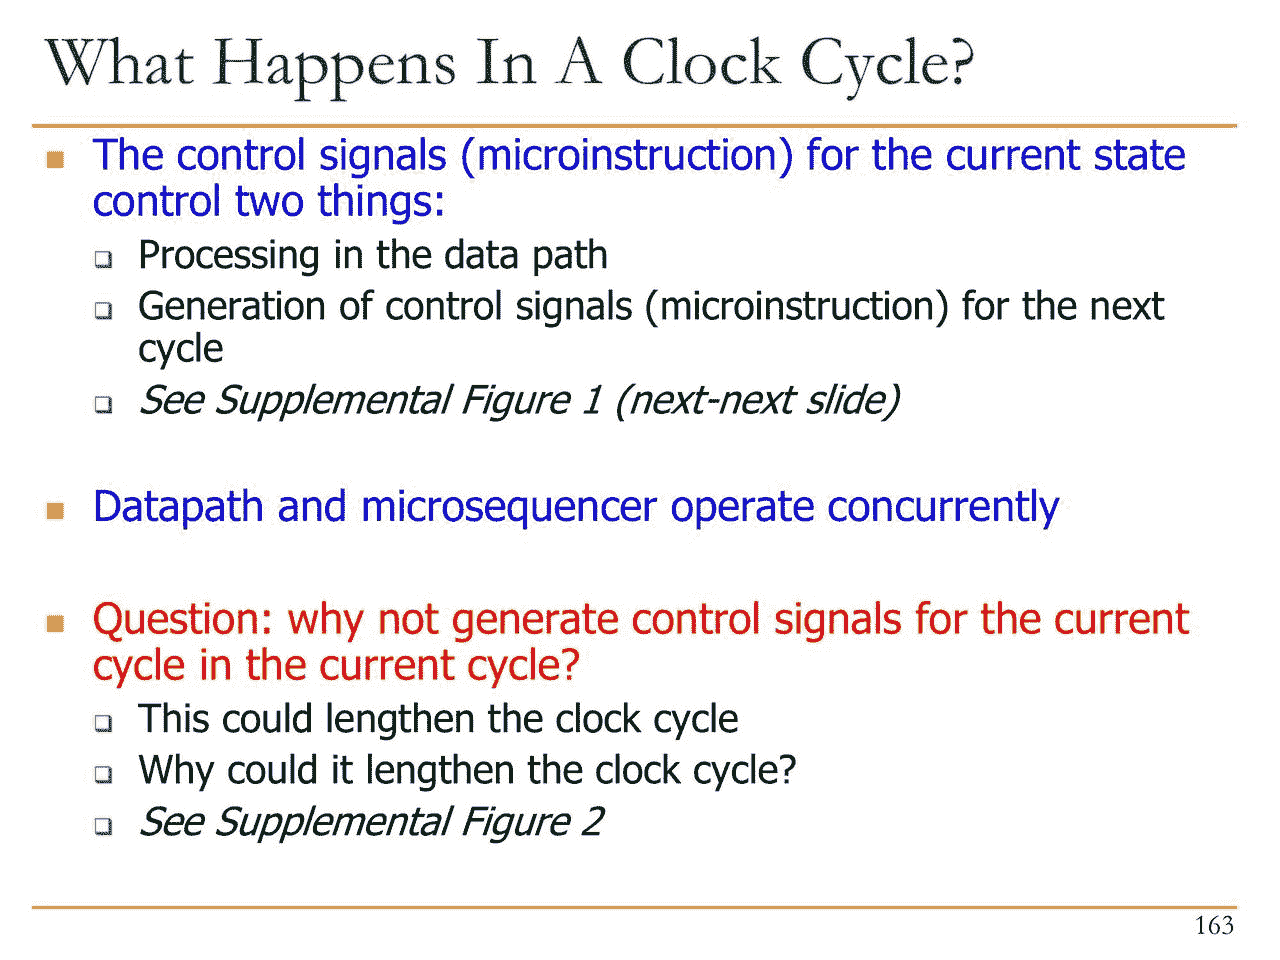 What Happens In A Clock Cycle?
The control signals (microinstruction) for the current state
control two things:
Processing in the data path
Generation of control signals (microinstruction) for the next
cycle
See Supplemental Figure 1 (next-next slide)
Datapath and microsequencer operate concurrently
Question: why not generate control signals for the current
cycle in the current cycle?
This could lengthen the clock cycle
Why could it lengthen the clock cycle?
See Supplemental Figure 2
163